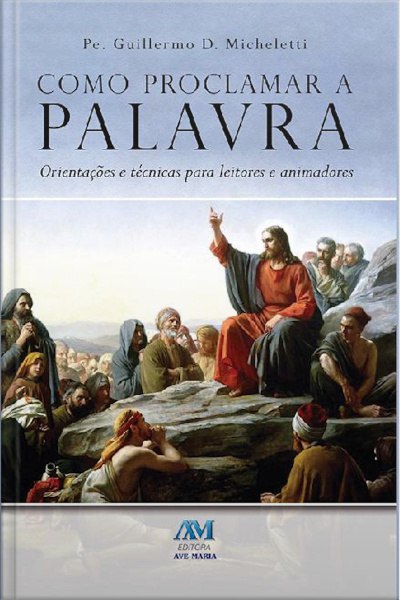 Pe. Guillermo D. Micheletti
COMO PROCLAMAR A
PALAVRA
Orientações e técnicas para leitores e animadores
AM
EDITORA
AVE-MARIA